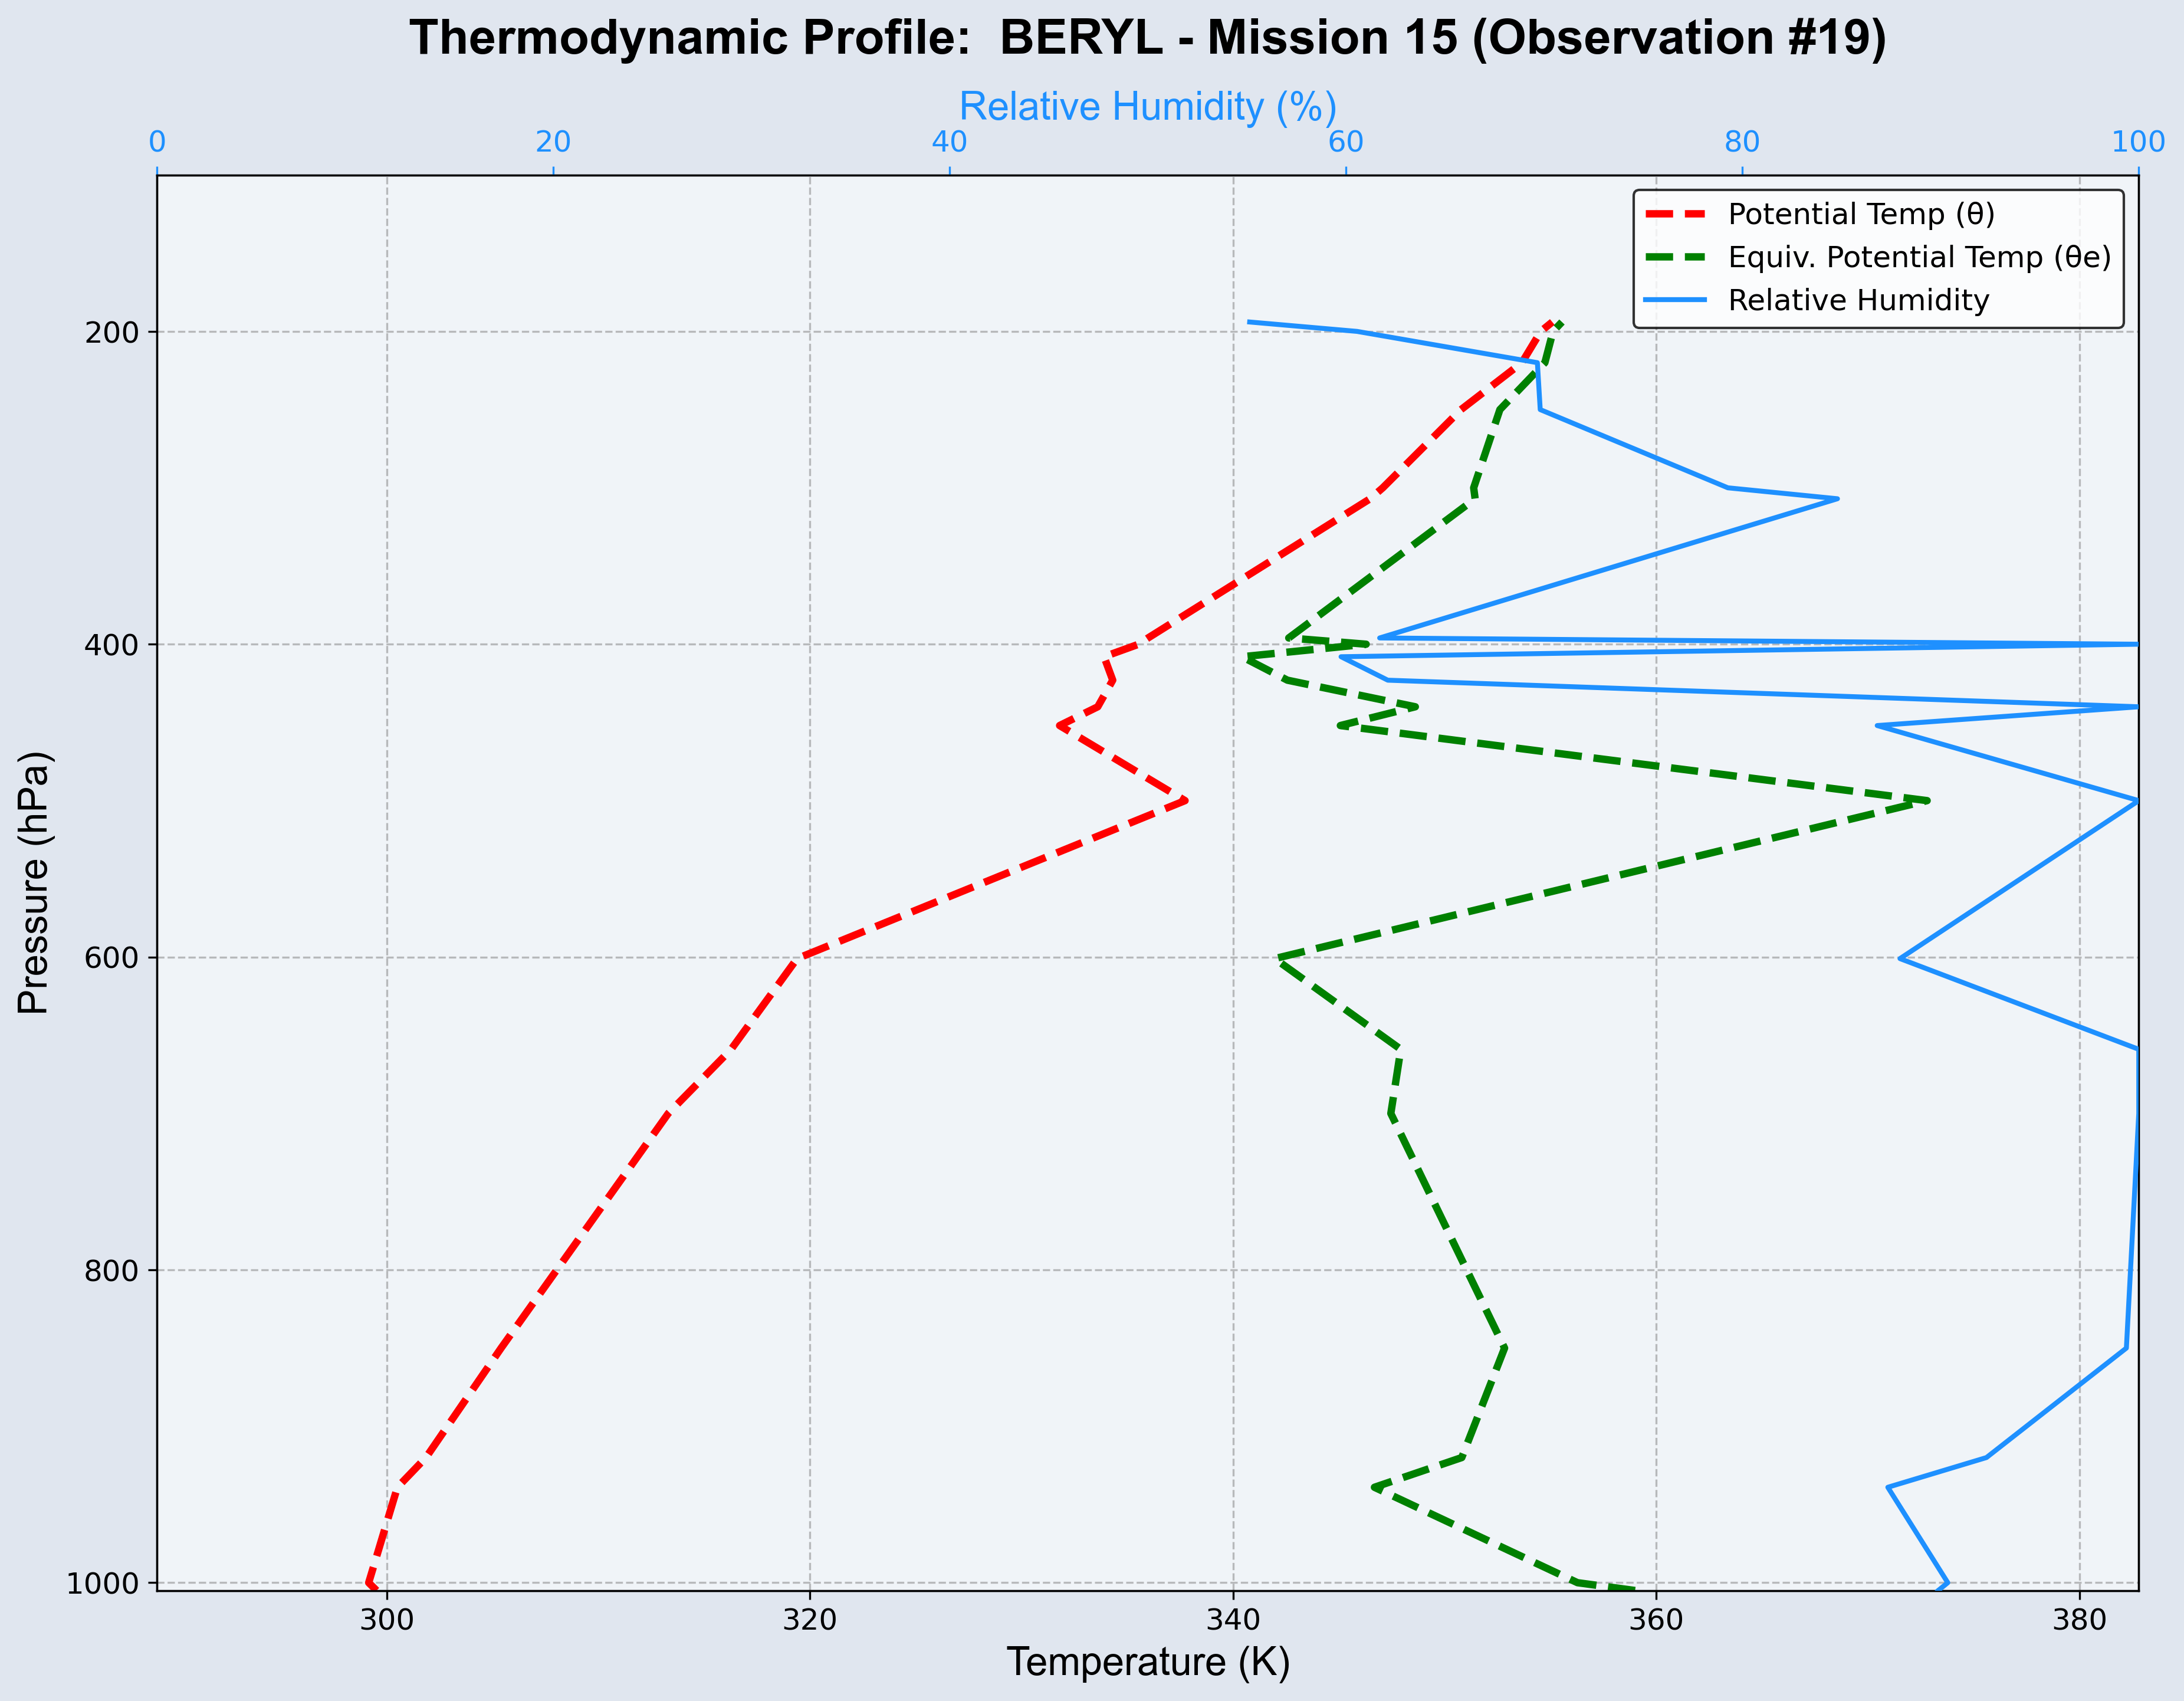 Thermodynamic Profile:  BERYL - Mission 15 (Observation #19)
Relative Humidity (%)
0 20 40 60 80 100
Potential Temp (θ)
Equiv. Potential Temp (θe)
Relative Humidity
Pressure (hPa)
200
400
600
800
1000
300 320 340 360 380
Temperature (K)